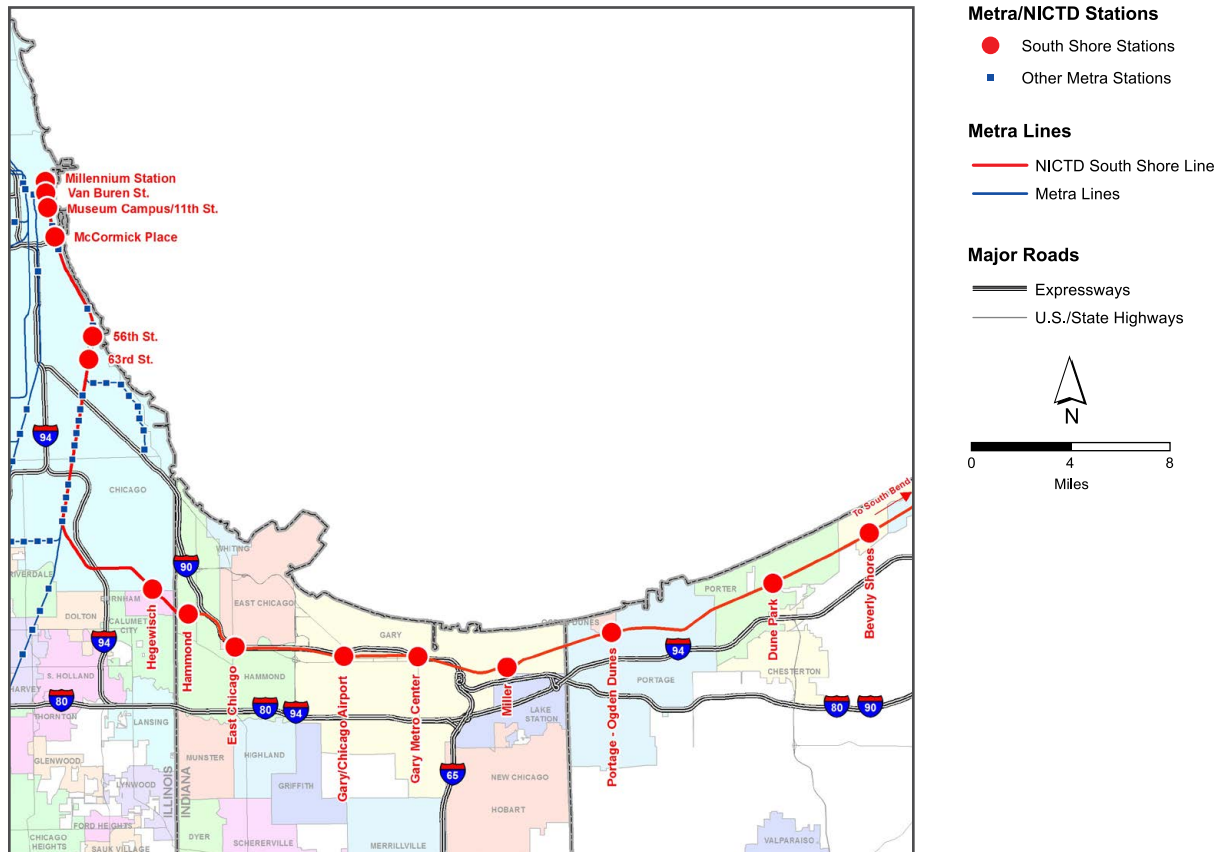 Metra/NICTD Stations
South Shore Stations
Other Metra Stations
Metra Lines
NICTD South Shore Line
Metra Lines
Major Roads
Expressways
U.S./State Highways
N
0 4 8
Miles
Millennium Station
Van Buren St.
Museum Campus/11th St.
McCormick Place
56th St.
63rd St.
94
CHICAGO
To South Bend
90
WHITING
RIVERDALE
BURNHAM
EAST CHICAGO
DOLTON
CALUMET
CITY
94
Hegewisch
Hammond
East Chicago
Gary/Chicago Airport
Gary Metro Center
Miller
Portage - Ogden Dunes
Dune Park
Beverly Shores
GARY
PORTER
94
S. HOLLAND
HAMMOND
PORTAGE
CHESTERTON
HARVEY
80
80
94
80
90
THORNTON
LANSING
LAKE
STATION
GLENWOOD
MUNSTER
HIGHLAND
65
LYNWOOD
ILLINOIS
INDIANA
GRIFFITH
NEW CHICAGO
HOBART
FORD HEIGHTS
CHICAGO
HEIGHTS
SAUK VILLAGE
DYER
SCHERERVILLE
MERRILLVILLE
VALPARAISO